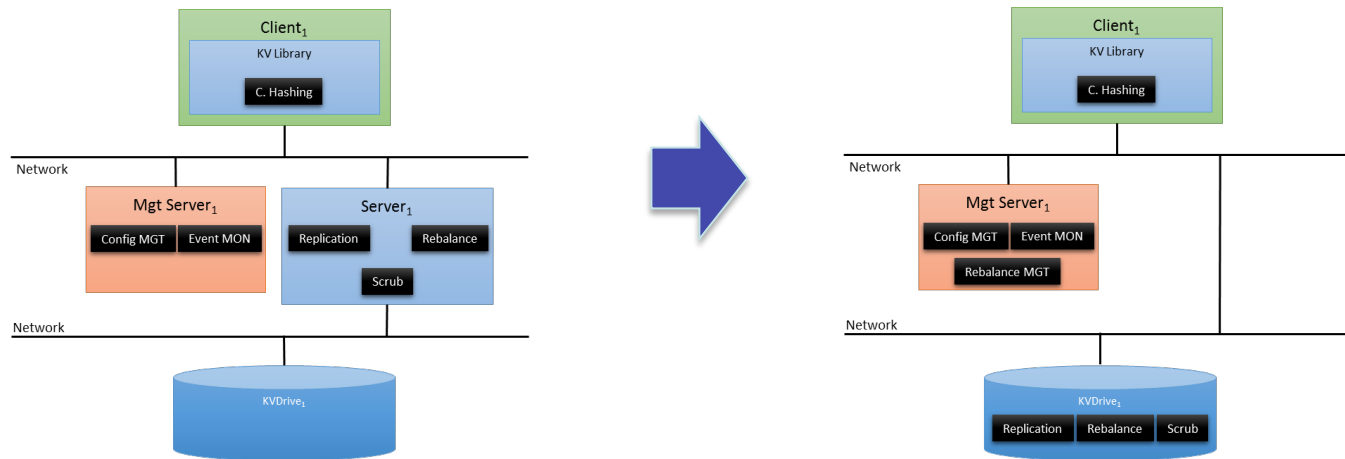 Client₁
KV Library
C. Hashing
Network
Mgt Server₁
Config MGT
Event MON
Server₁
Replication
Rebalance
Scrub
Network
KVDrive₁
Client₁
KV Library
C. Hashing
Network
Mgt Server₁
Config MGT
Event MON
Rebalance MGT
Network
KVDrive₁
Replication
Rebalance
Scrub